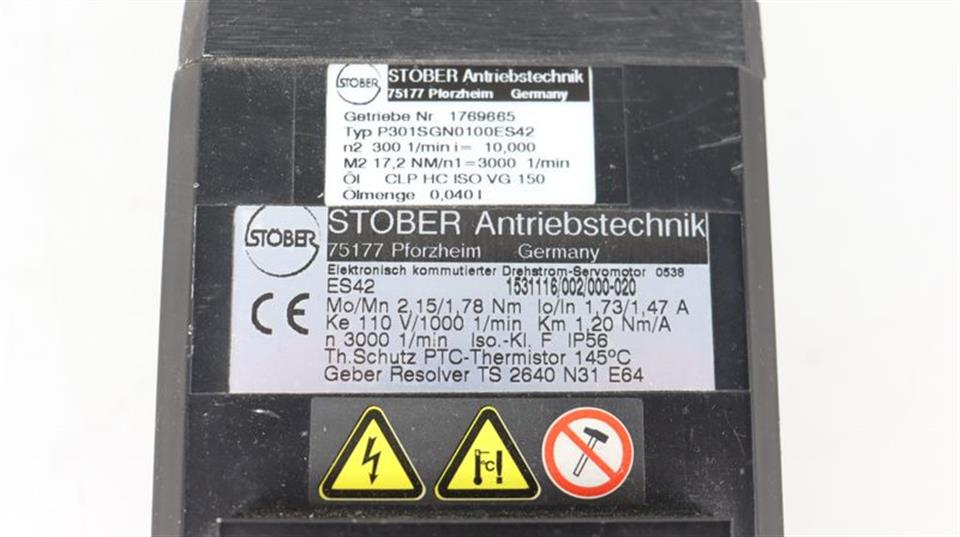 STÖBER
STÖBER Antriebstechnik
75177 Pforzheim Germany
Getriebe Nr. 1769665
Typ P301SGN0100ES42
n2 300 1/min i= 10,000
M2 17,2 NM/n1=3000 1/min
Öl CLP HC ISO VG 150
Ölmenge 0,040 l
STÖBER
STÖBER Antriebstechnik
75177 Pforzheim Germany
Elektronisch kommutierter Drehstrom-Servomotor 0538
ES42 1531116/002/000-020
CE
Mo/Mn 2,15/1,78 Nm Io/In 1,73/1,47 A
Ke 110 V/1000 1/min Km 1,20 Nm/A
n 3000 1/min Iso.-Kl. F IP56
Th.Schutz PTC-Thermistor 145°C
Geber Resolver TS 2640 N31 E64
°C!